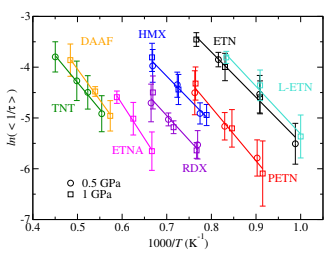 -3
-4
-5
-6
-7
0.4
0.5
0.6
0.7
0.8
0.9
1.0
ln(< 1/τ >)
1000/T (K⁻¹)
DAAF
HMX
ETN
L-ETN
TNT
ETNA
RDX
PETN
0.5 GPa
1 GPa